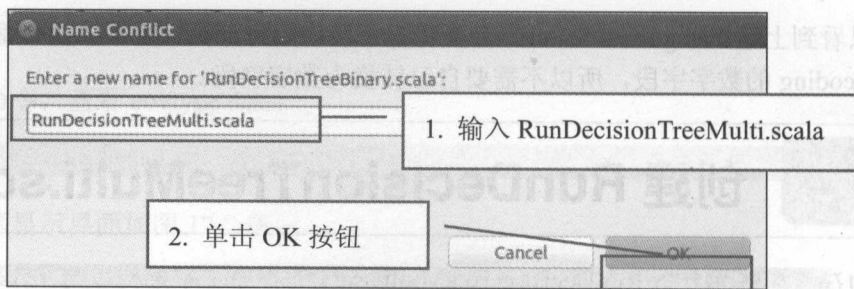 Name Conflict
Enter a new name for 'RunDecisionTreeBinary.scala':
RunDecisionTreeMulti.scala
1. 输入 RunDecisionTreeMulti.scala
2. 单击 OK 按钮
Cancel
OK